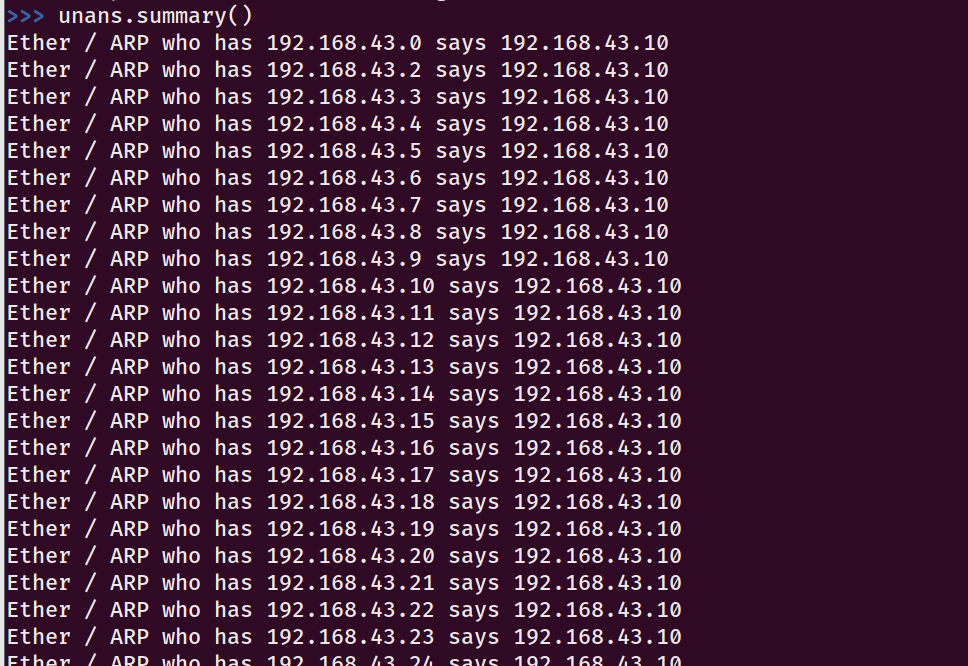 >>> unans.summary()
Ether / ARP who has 192.168.43.0 says 192.168.43.10
Ether / ARP who has 192.168.43.2 says 192.168.43.10
Ether / ARP who has 192.168.43.3 says 192.168.43.10
Ether / ARP who has 192.168.43.4 says 192.168.43.10
Ether / ARP who has 192.168.43.5 says 192.168.43.10
Ether / ARP who has 192.168.43.6 says 192.168.43.10
Ether / ARP who has 192.168.43.7 says 192.168.43.10
Ether / ARP who has 192.168.43.8 says 192.168.43.10
Ether / ARP who has 192.168.43.9 says 192.168.43.10
Ether / ARP who has 192.168.43.10 says 192.168.43.10
Ether / ARP who has 192.168.43.11 says 192.168.43.10
Ether / ARP who has 192.168.43.12 says 192.168.43.10
Ether / ARP who has 192.168.43.13 says 192.168.43.10
Ether / ARP who has 192.168.43.14 says 192.168.43.10
Ether / ARP who has 192.168.43.15 says 192.168.43.10
Ether / ARP who has 192.168.43.16 says 192.168.43.10
Ether / ARP who has 192.168.43.17 says 192.168.43.10
Ether / ARP who has 192.168.43.18 says 192.168.43.10
Ether / ARP who has 192.168.43.19 says 192.168.43.10
Ether / ARP who has 192.168.43.20 says 192.168.43.10
Ether / ARP who has 192.168.43.21 says 192.168.43.10
Ether / ARP who has 192.168.43.22 says 192.168.43.10
Ether / ARP who has 192.168.43.23 says 192.168.43.10
Ether / ARP who has 192.168.43.24 says 192.168.43.10